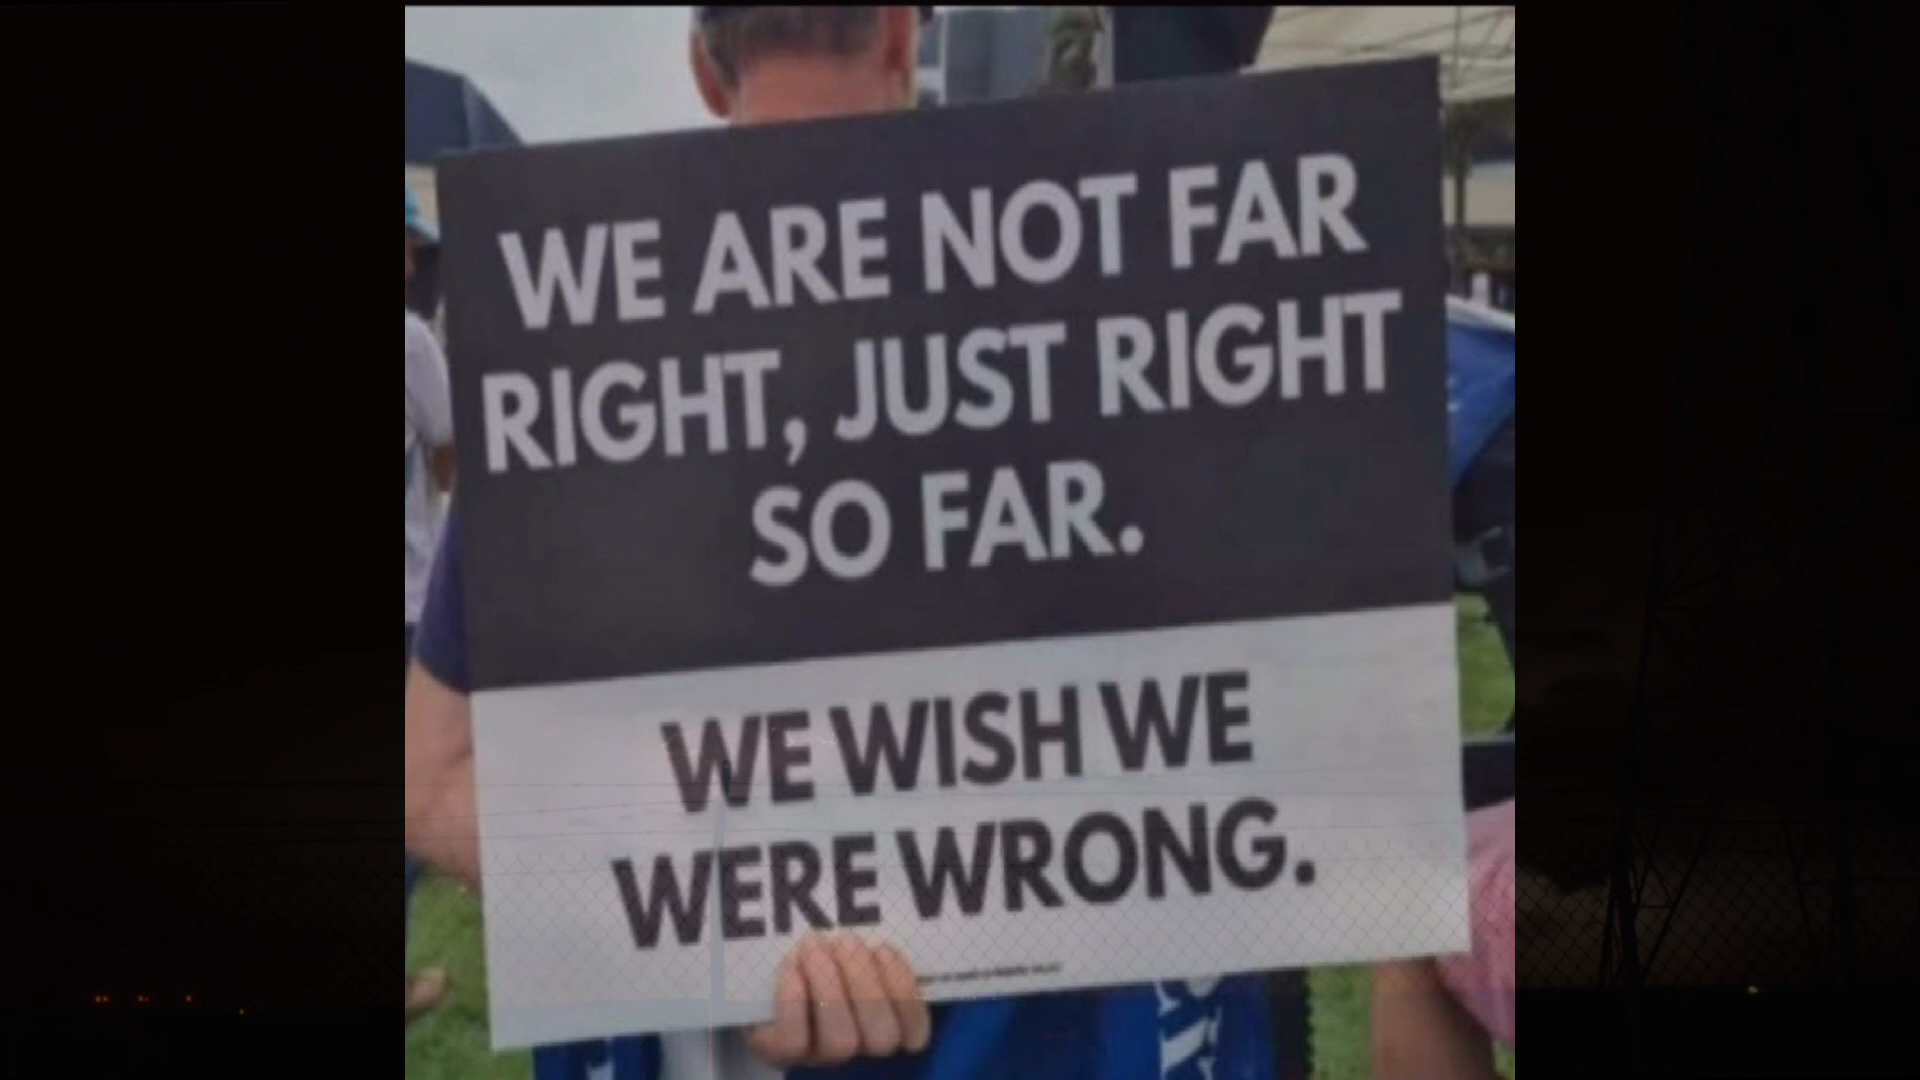 WE ARE NOT FAR
RIGHT, JUST RIGHT
SO FAR.
WE WISH WE
WERE WRONG.